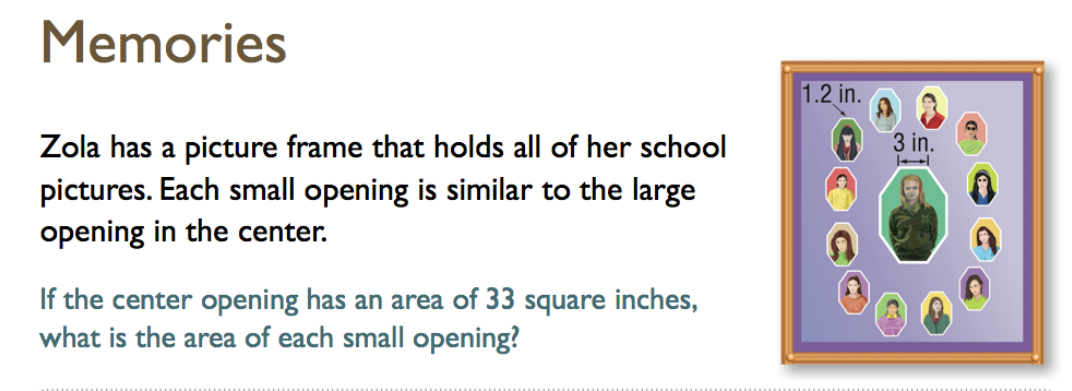 Memories
1.2 in.
Zola has a picture frame that holds all of her school
3 in.
pictures. Each small opening is similar to the large
opening in the center.
If the center opening has an area of 33 square inches,
what is the area of each small opening?